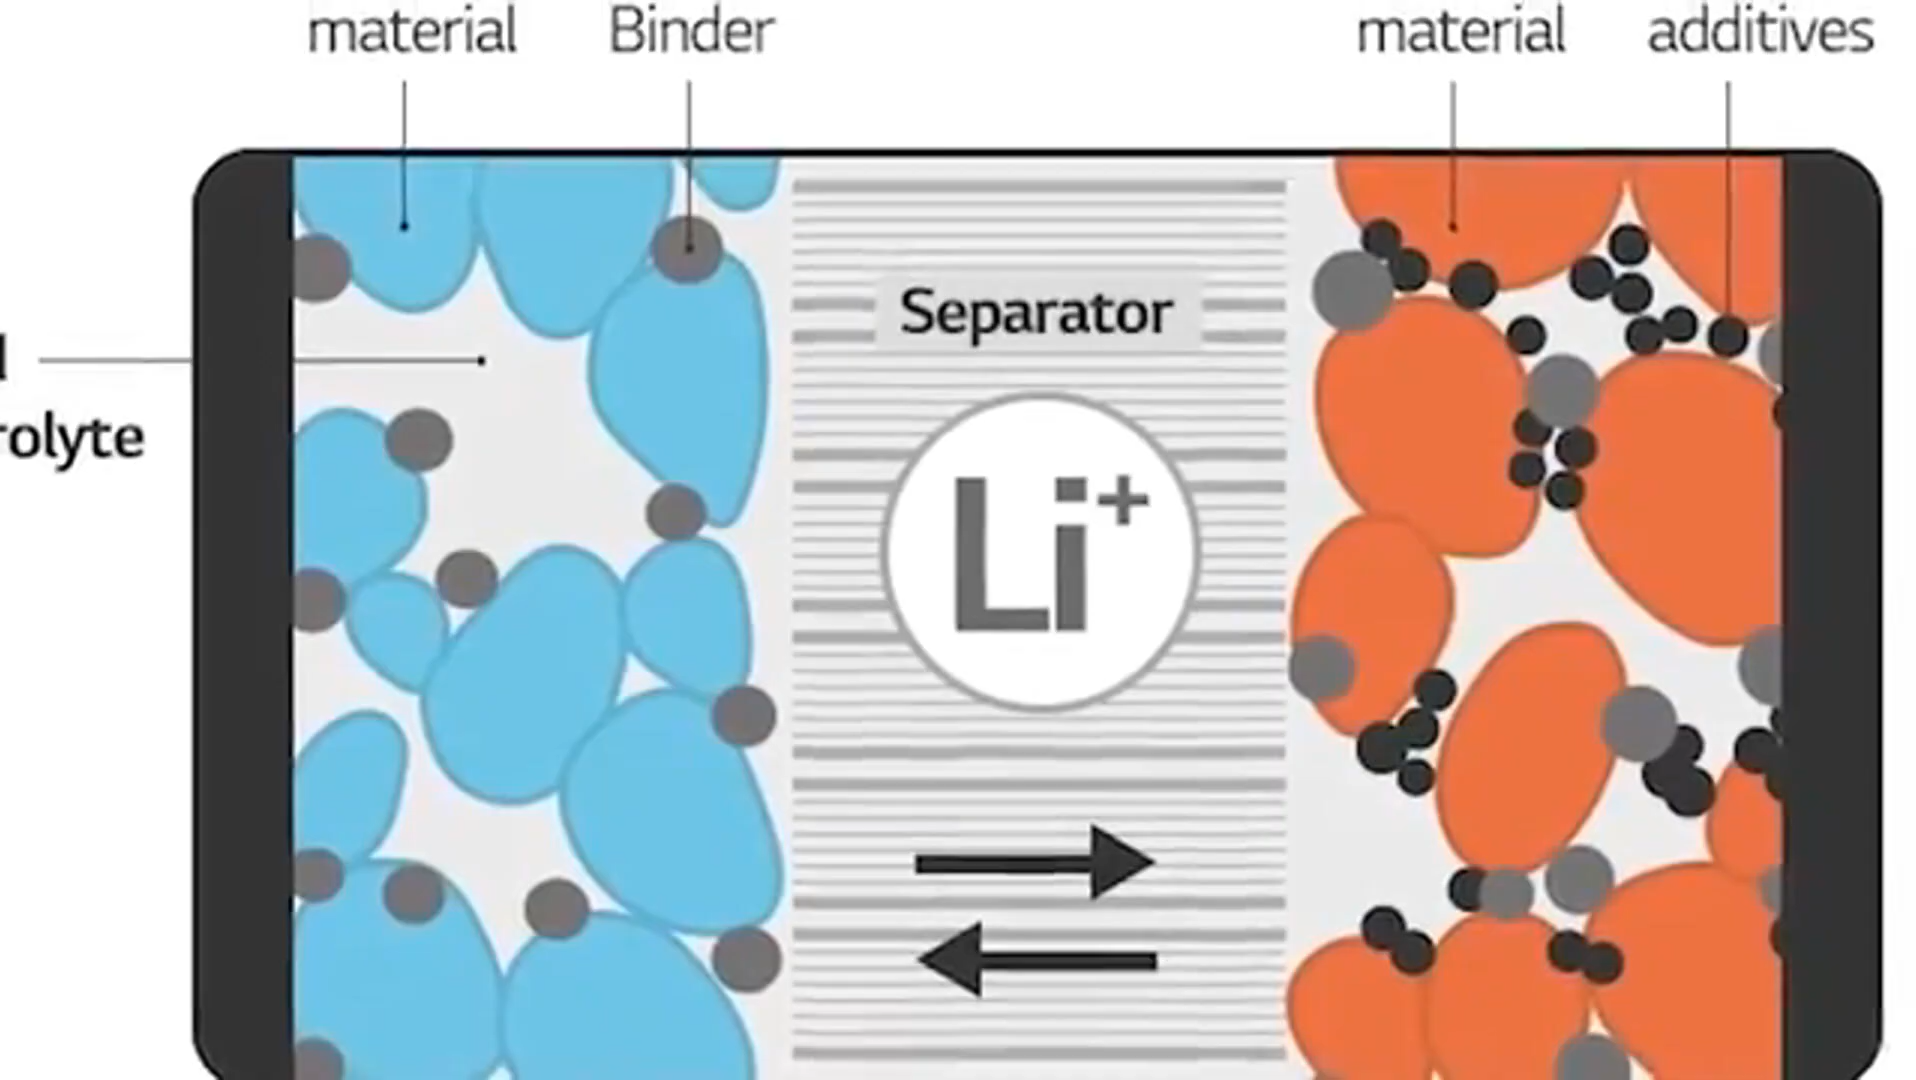 material
Binder
material
additives
Separator
rolyte
Li+